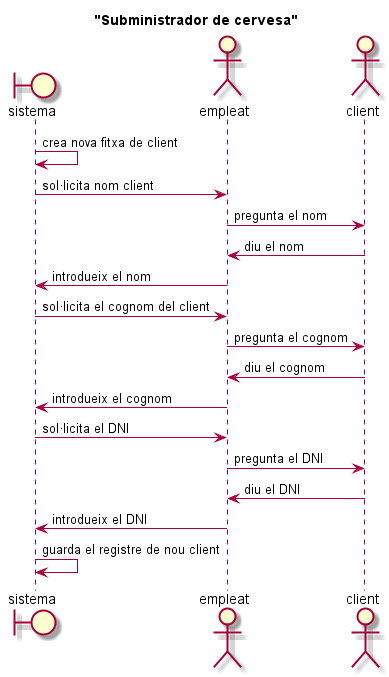 "Subministrador de cervesa"
sistema
empleat
client
crea nova fitxa de client
sol·licita nom client
pregunta el nom
diu el nom
introdueix el nom
sol·licita el cognom del client
pregunta el cognom
diu el cognom
introdueix el cognom
sol·licita el DNI
pregunta el DNI
diu el DNI
introdueix el DNI
guarda el registre de nou client
sistema
empleat
client